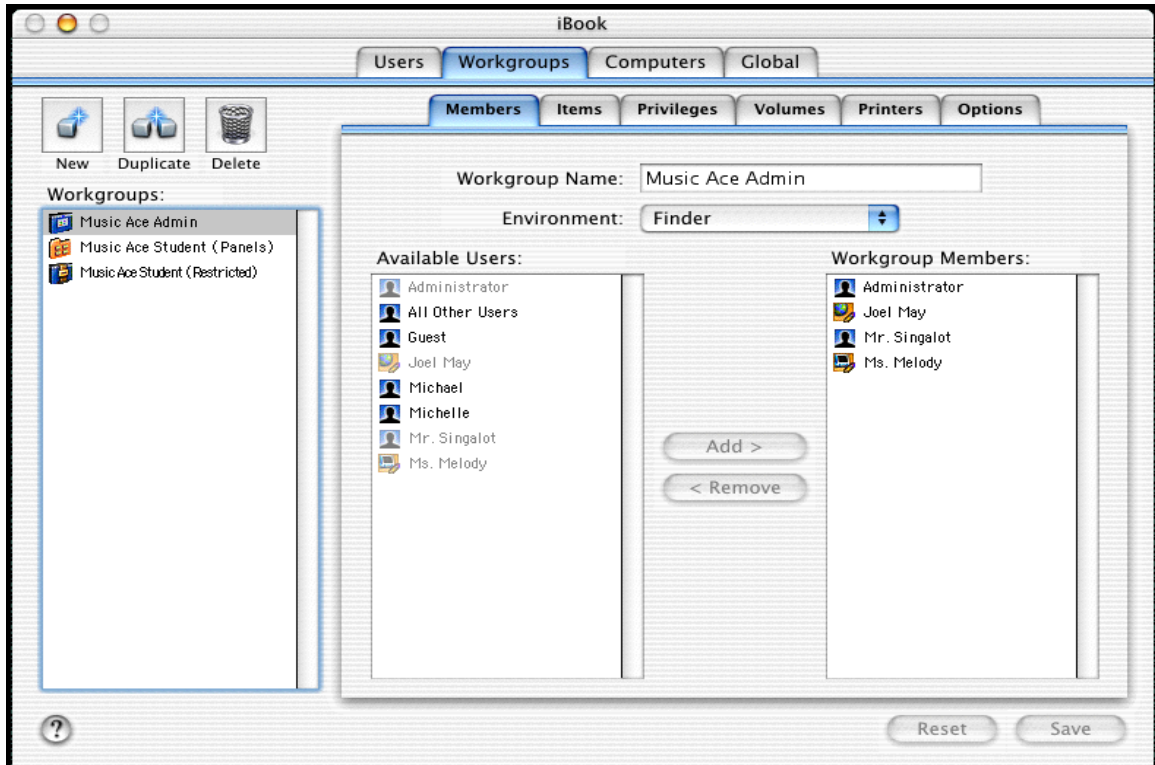 iBook
Users Workgroups Computers Global
Members Items Privileges Volumes Printers Options
New Duplicate Delete
Workgroups:
Music Ace Admin
Music Ace Student (Panels)
Music Ace Student (Restricted)
Workgroup Name: Music Ace Admin
Environment: Finder
Available Users:
Administrator
All Other Users
Guest
Joel May
Michael
Michelle
Mr. Singalot
Ms. Melody
Add >
< Remove
Workgroup Members:
Administrator
Joel May
Mr. Singalot
Ms. Melody
?
Reset Save